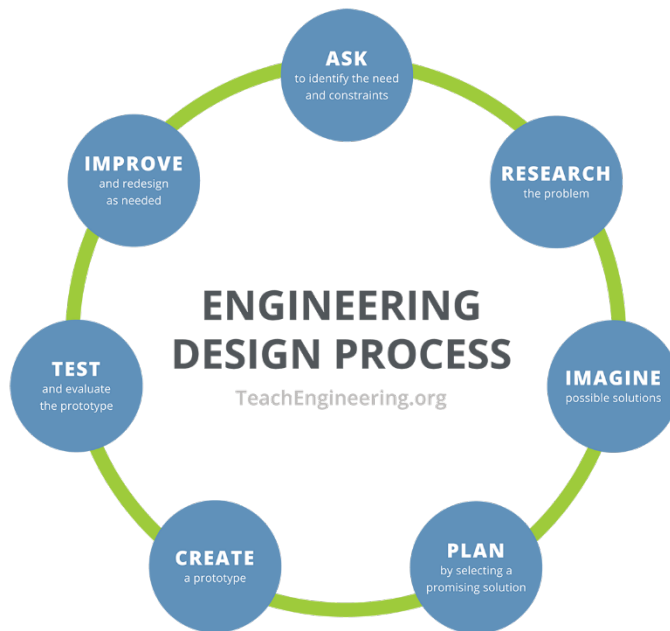 ASK
to identify the need
and constraints
RESEARCH
the problem
IMAGINE
possible solutions
PLAN
by selecting a
promising solution
CREATE
a prototype
TEST
and evaluate
the prototype
IMPROVE
and redesign
as needed
ENGINEERING
DESIGN PROCESS
TeachEngineering.org